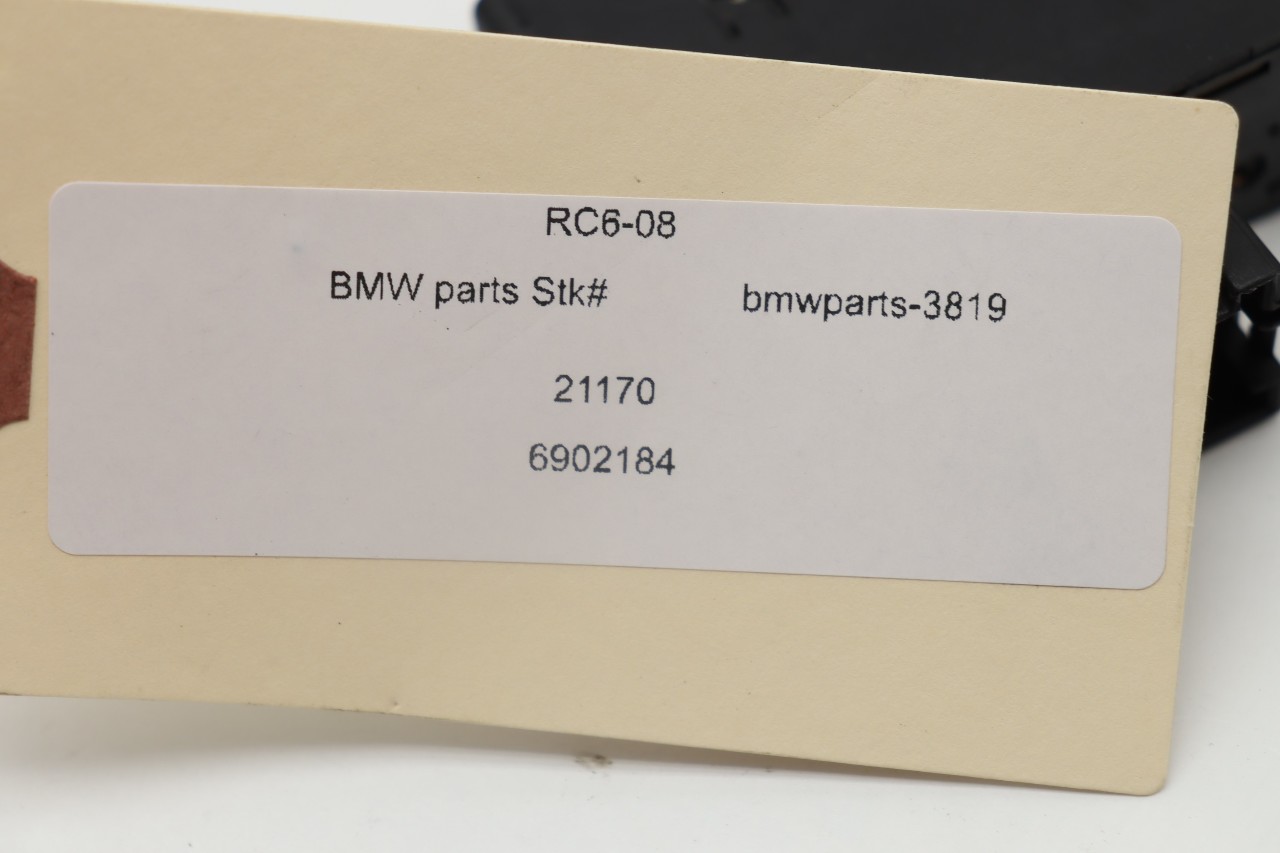 RC6-08
BMW parts Stk# bmwparts-3819
21170
6902184